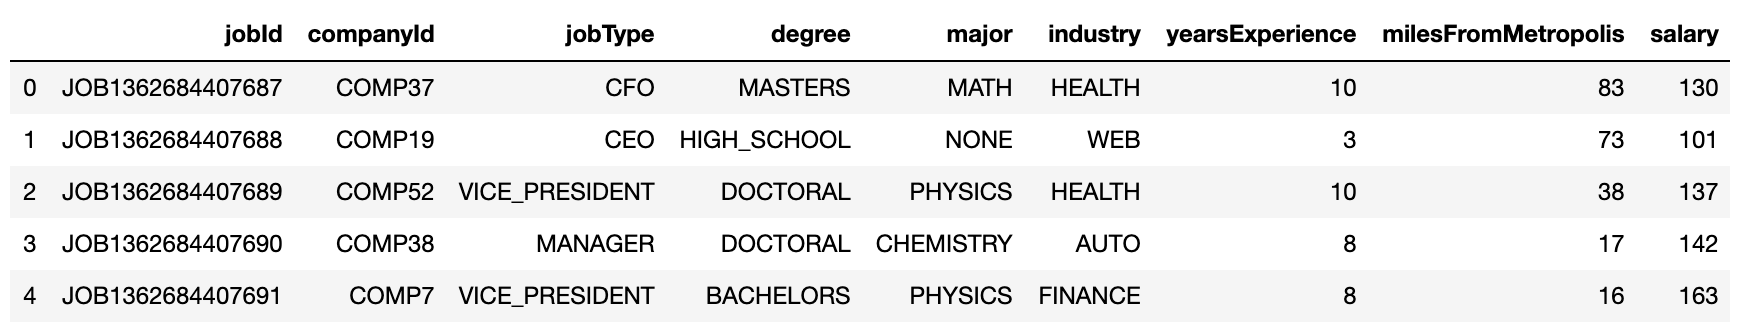 jobId companyId jobType degree major industry yearsExperience milesFromMetropolis salary
0 JOB1362684407687 COMP37 CFO MASTERS MATH HEALTH 10 83 130
1 JOB1362684407688 COMP19 CEO HIGH_SCHOOL NONE WEB 3 73 101
2 JOB1362684407689 COMP52 VICE_PRESIDENT DOCTORAL PHYSICS HEALTH 10 38 137
3 JOB1362684407690 COMP38 MANAGER DOCTORAL CHEMISTRY AUTO 8 17 142
4 JOB1362684407691 COMP7 VICE_PRESIDENT BACHELORS PHYSICS FINANCE 8 16 163